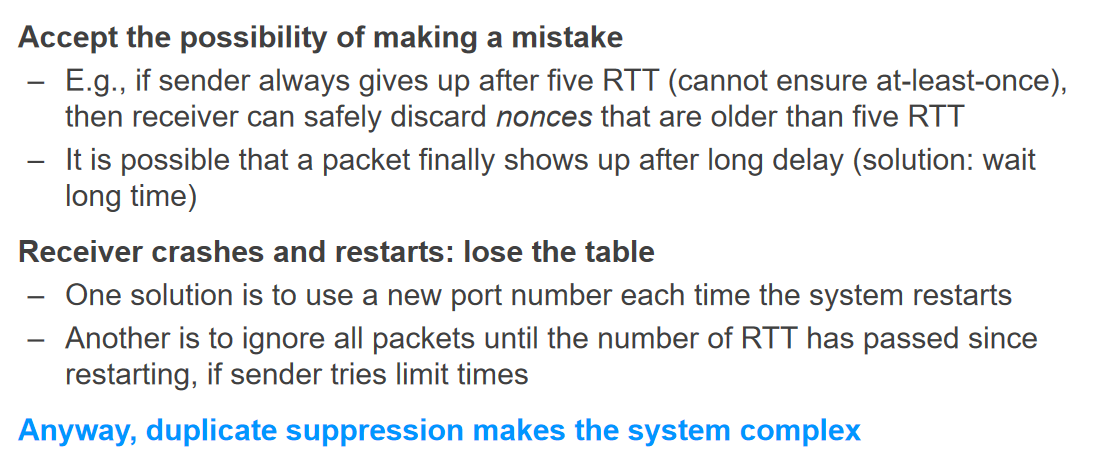 Accept the possibility of making a mistake
– E.g., if sender always gives up after five RTT (cannot ensure at-least-once),
then receiver can safely discard nonces that are older than five RTT
– It is possible that a packet finally shows up after long delay (solution: wait
long time)
Receiver crashes and restarts: lose the table
– One solution is to use a new port number each time the system restarts
– Another is to ignore all packets until the number of RTT has passed since
restarting, if sender tries limit times
Anyway, duplicate suppression makes the system complex